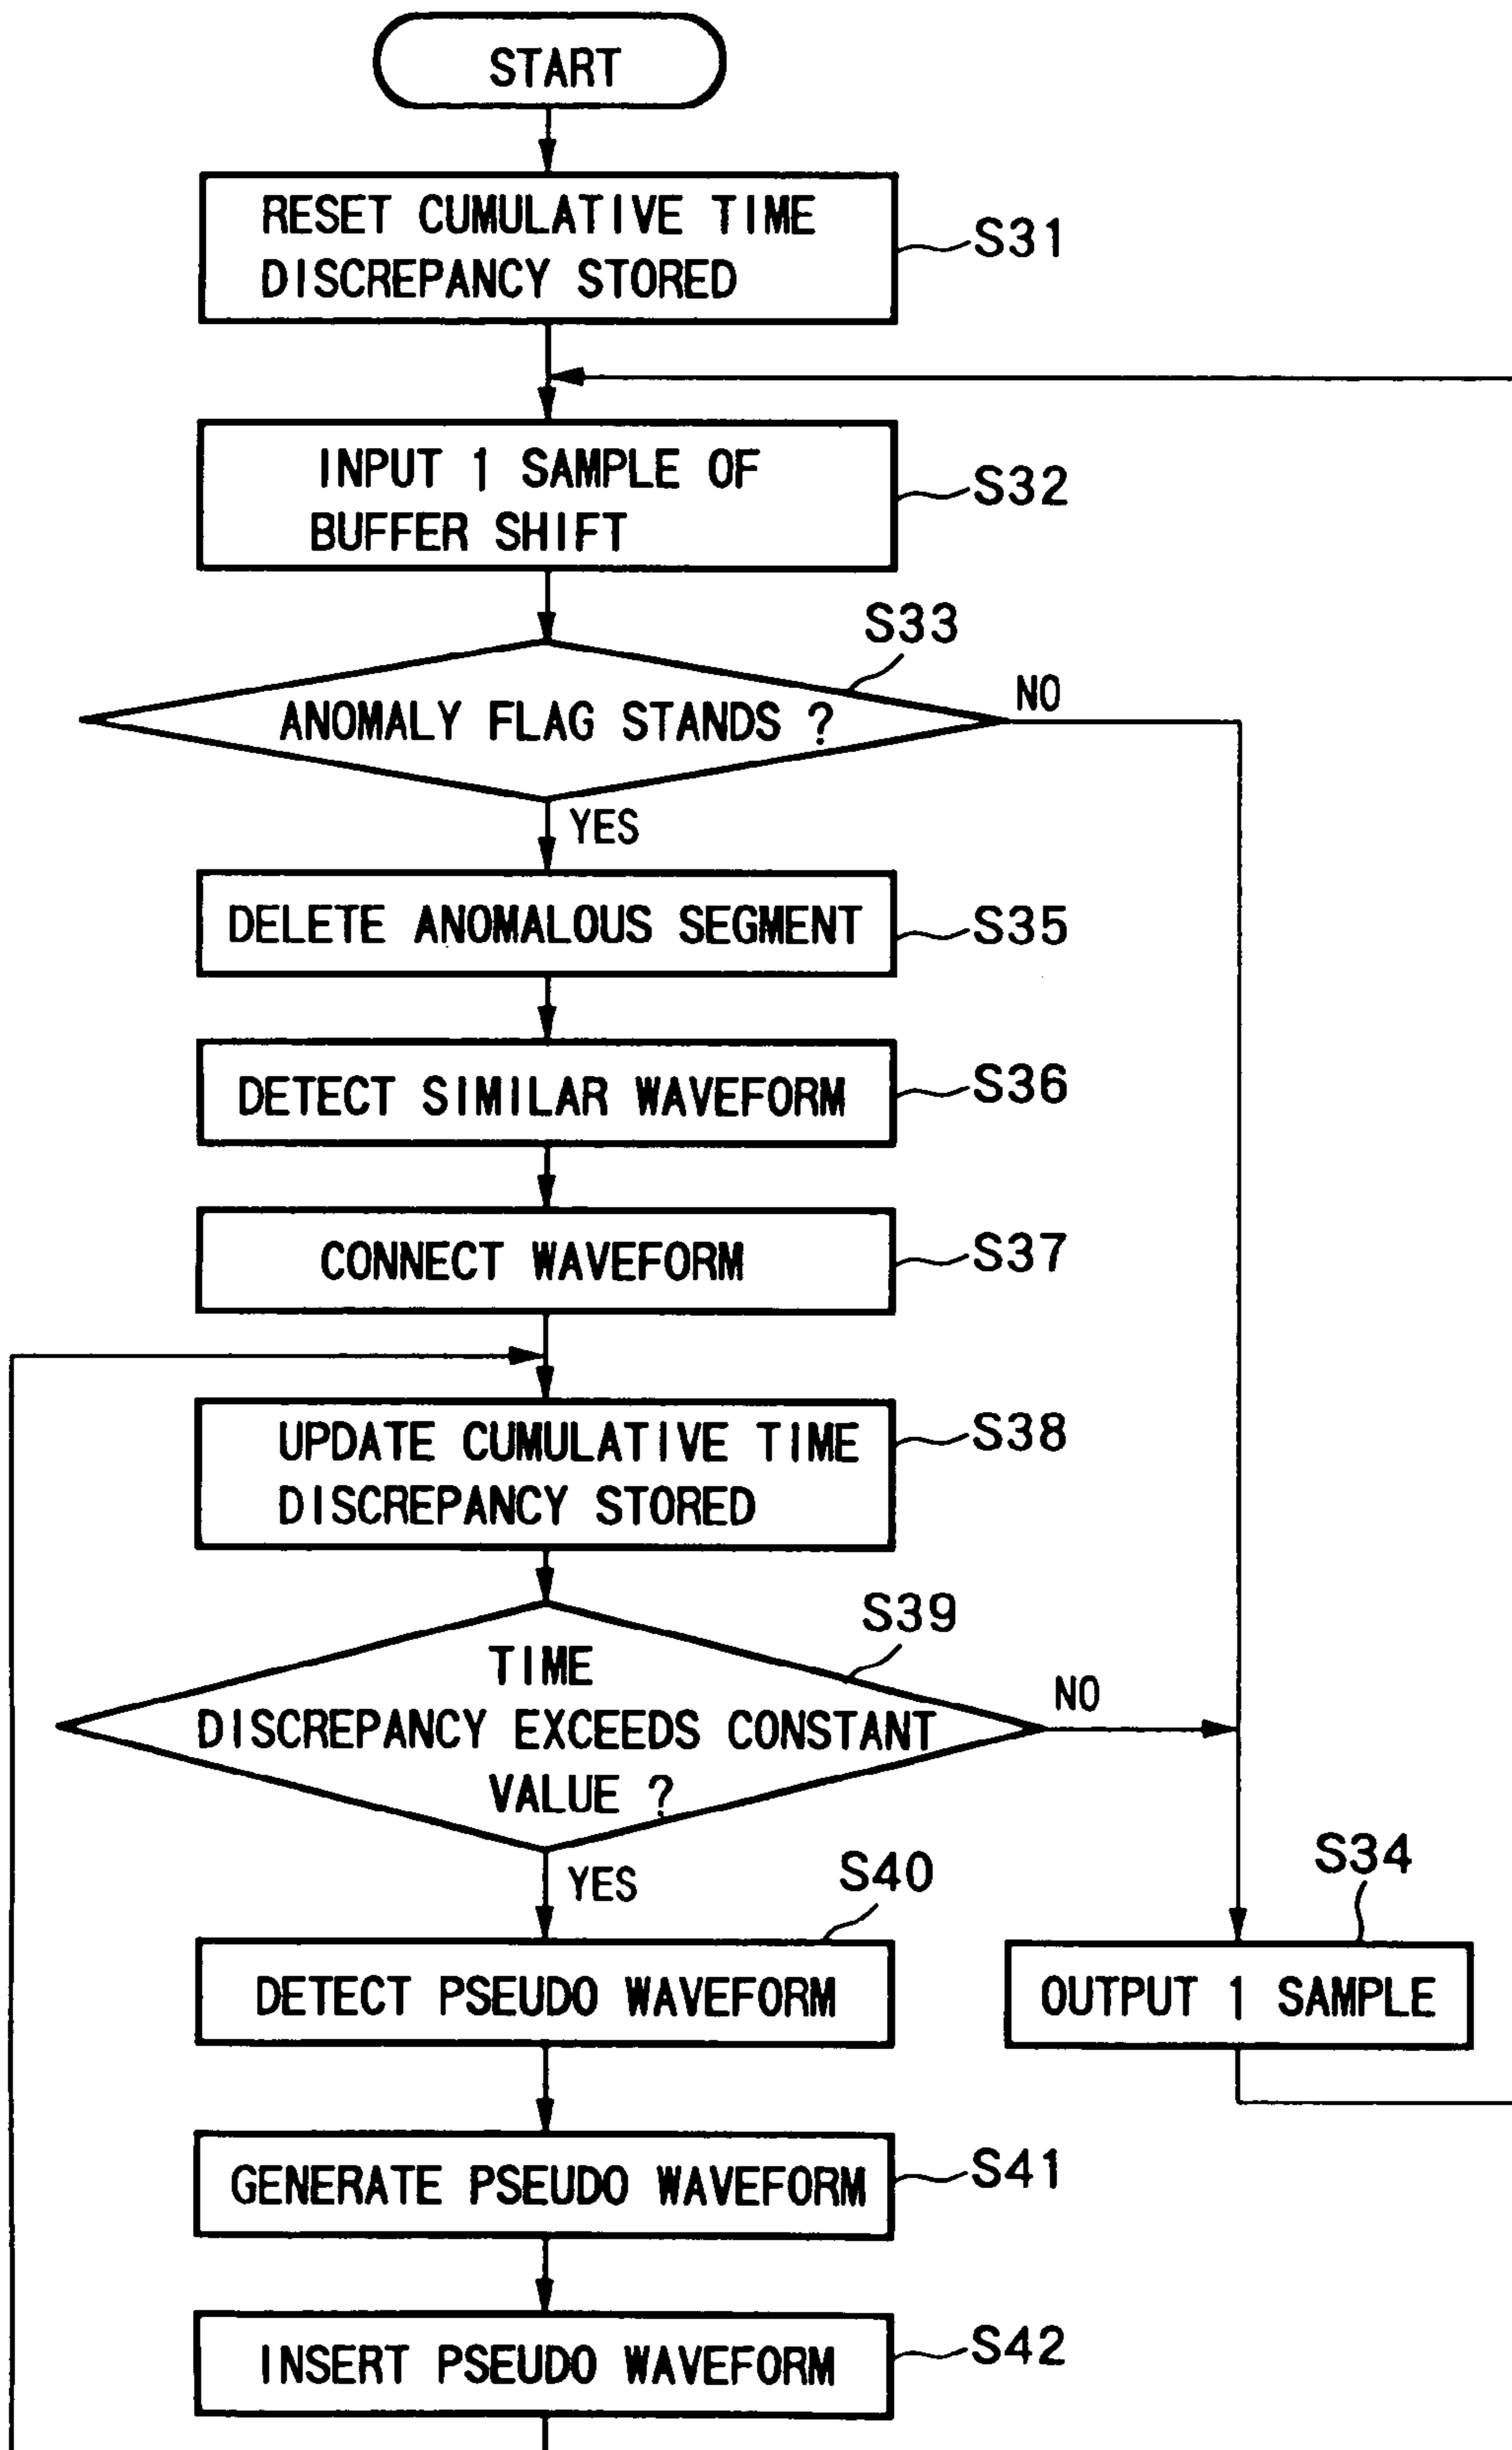 START
RESET CUMULATIVE TIME
DISCREPANCY STORED
S31
INPUT 1 SAMPLE OF
BUFFER SHIFT
S32
S33
ANOMALY FLAG STANDS ?
NO
YES
DELETE ANOMALOUS SEGMENT
S35
DETECT SIMILAR WAVEFORM
S36
CONNECT WAVEFORM
S37
UPDATE CUMULATIVE TIME
DISCREPANCY STORED
S38
S39
TIME
DISCREPANCY EXCEEDS CONSTANT
VALUE ?
NO
YES
S40
DETECT PSEUDO WAVEFORM
S34
OUTPUT 1 SAMPLE
GENERATE PSEUDO WAVEFORM
S41
INSERT PSEUDO WAVEFORM
S42